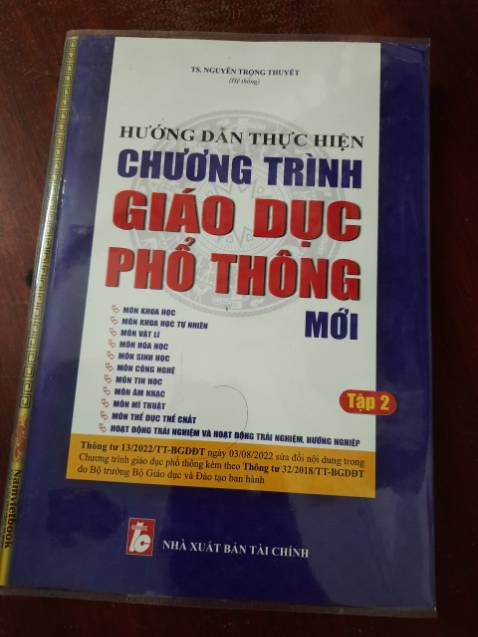 TS. NGUYỄN TRỌNG THUYẾT
(Hệ thống)
HƯỚNG DẪN THỰC HIỆN
CHƯƠNG TRÌNH
GIÁO DỤC
PHỔ THÔNG
MỚI
MÔN KHOA HỌC
MÔN KHOA HỌC TỰ NHIÊN
MÔN VẬT LÍ
MÔN HÓA HỌC
MÔN SINH HỌC
MÔN CÔNG NGHỆ
MÔN TIN HỌC
MÔN ÂM NHẠC
MÔN MĨ THUẬT
MÔN THỂ DỤC THỂ CHẤT
HOẠT ĐỘNG TRẢI NGHIỆM VÀ HOẠT ĐỘNG TRẢI NGHIỆM, HƯỚNG NGHIỆP
Tập 2
Thông tư 13/2022/TT-BGDĐT ngày 03/08/2022 sửa đổi nội dung trong
Chương trình giáo dục phổ thông kèm theo Thông tư 32/2018/TT-BGDĐT
do Bộ trưởng Bộ Giáo dục và Đào tạo ban hành
NHÀ XUẤT BẢN TÀI CHÍNH
Namvietbook